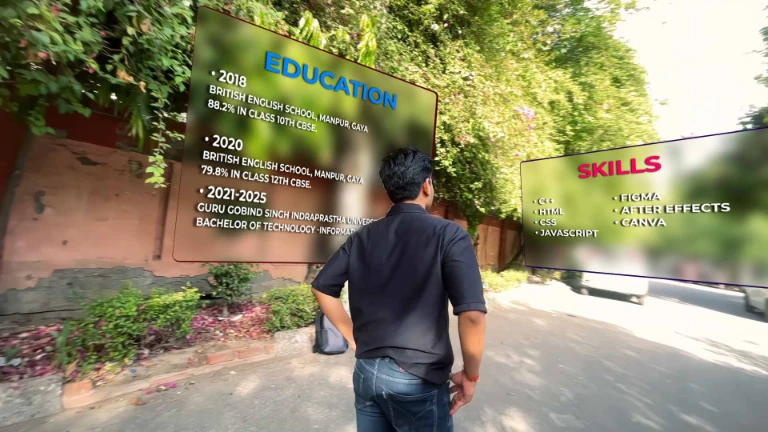 EDUCATION
• 2018
BRITISH ENGLISH SCHOOL, MANPUR, GAYA
88.2% IN CLASS 10TH CBSE.
• 2020
BRITISH ENGLISH SCHOOL, MANPUR, GAYA
79.8% IN CLASS 12TH CBSE.
• 2021-2025
GURU GOBIND SINGH INDRAPRASTHA
BACHELOR OF TECHNOLOGY
SKILLS
• C++
• HTML
• CSS
• JAVASCRIPT
• FIGMA
• AFTER EFFECTS
• CANVA